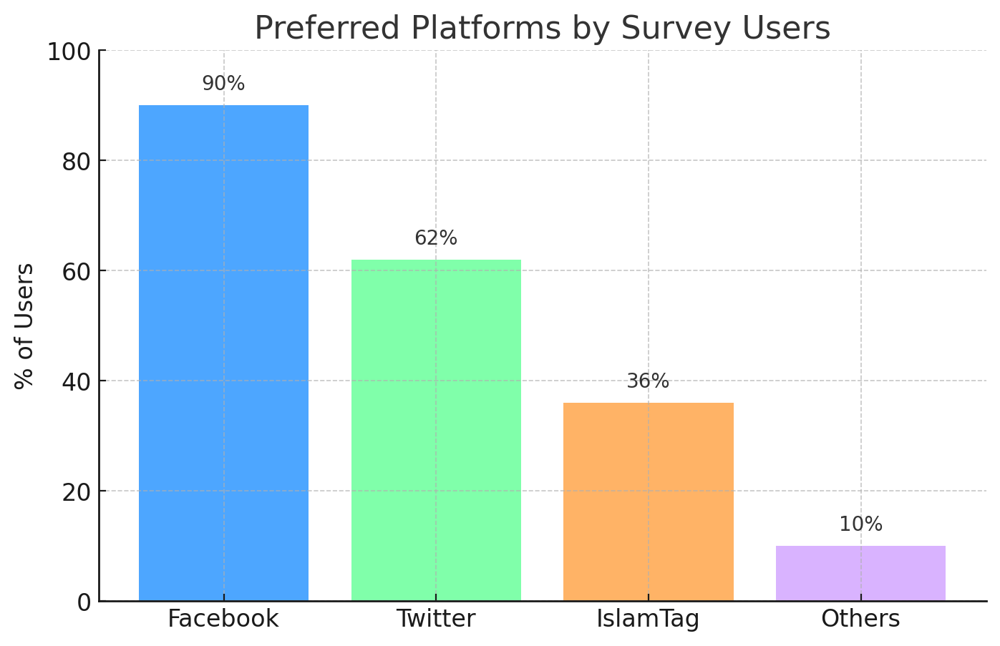 Preferred Platforms by Survey Users
% of Users
100
80
60
40
20
0
90%
62%
36%
10%
Facebook
Twitter
IslamTag
Others